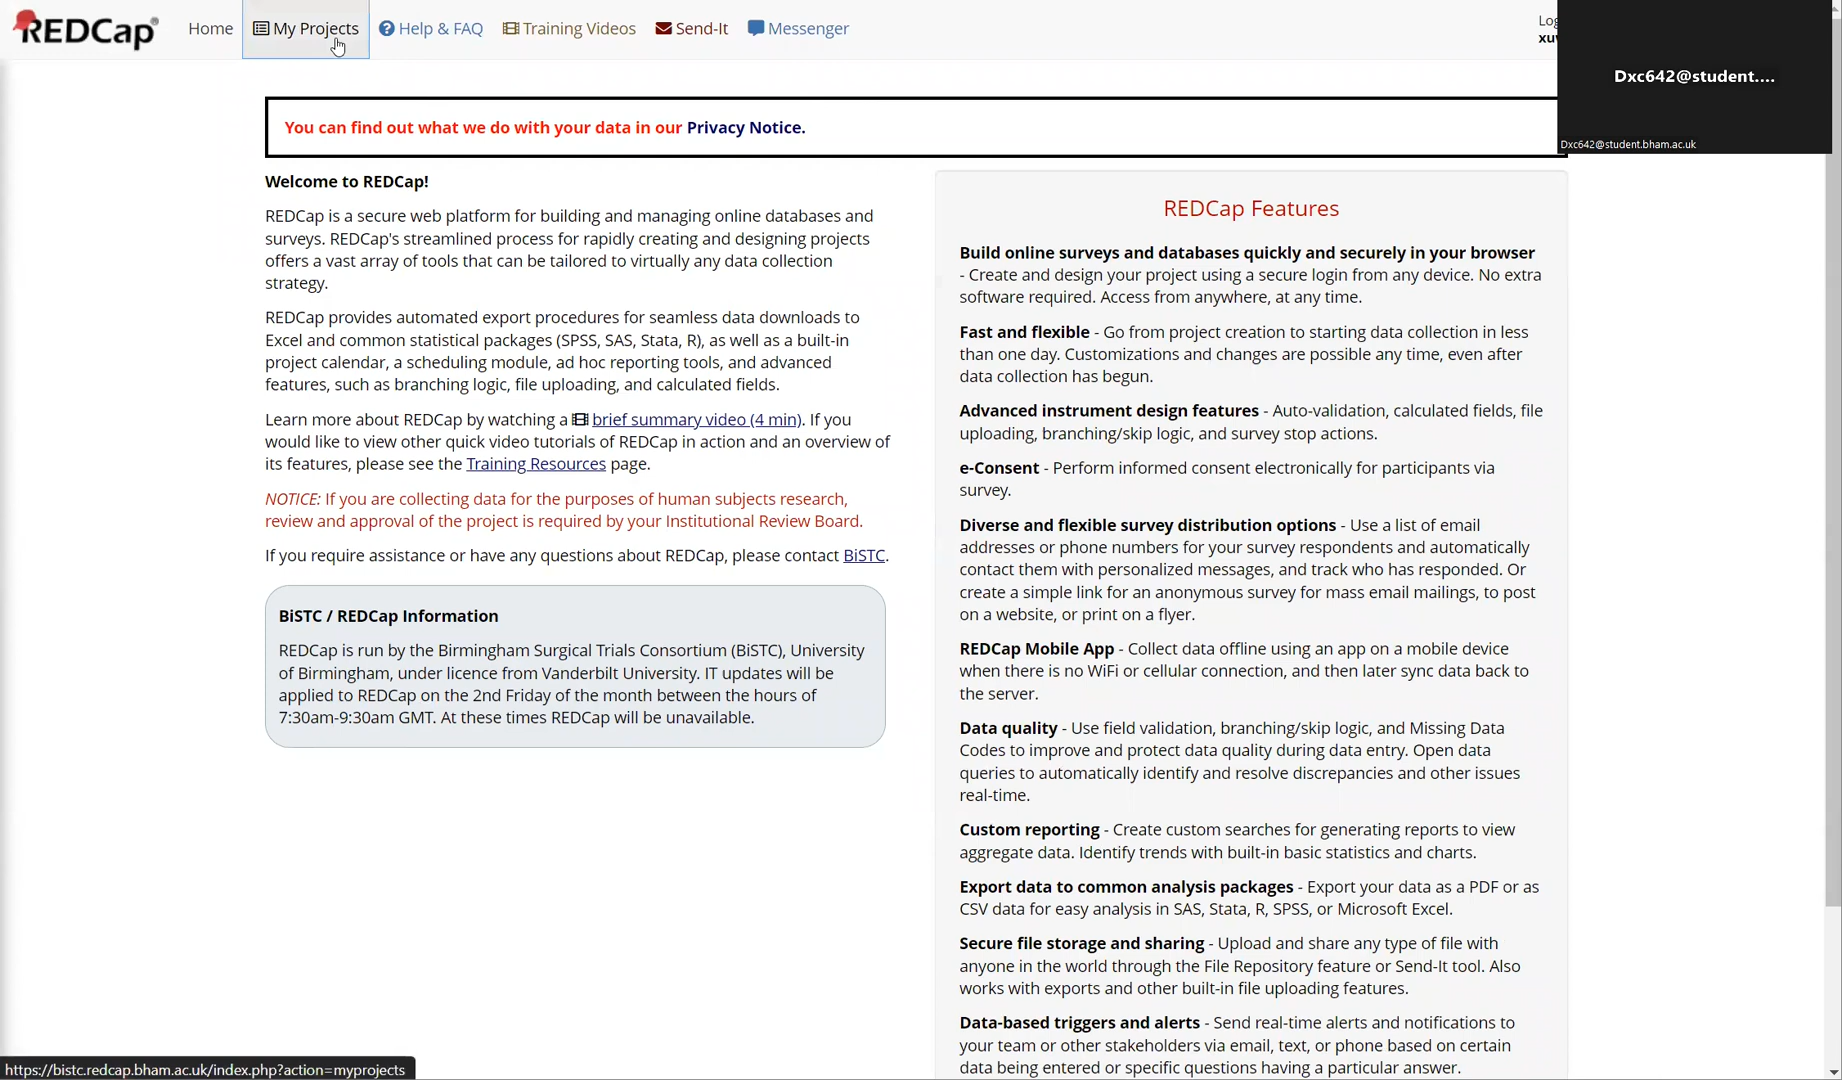 REDCap®
Home My Projects Help & FAQ Training Videos Send-It Messenger
Dxc642@student....
Dxc642@student.bham.ac.uk
You can find out what we do with your data in our Privacy Notice.
Welcome to REDCap!
REDCap is a secure web platform for building and managing online databases and
surveys. REDCap's streamlined process for rapidly creating and designing projects
offers a vast array of tools that can be tailored to virtually any data collection
strategy.
REDCap provides automated export procedures for seamless data downloads to
Excel and common statistical packages (SPSS, SAS, Stata, R), as well as a built-in
project calendar, a scheduling module, ad hoc reporting tools, and advanced
features, such as branching logic, file uploading, and calculated fields.
Learn more about REDCap by watching a brief summary video (4 min). If you
would like to view other quick video tutorials of REDCap in action and an overview of
its features, please see the Training Resources page.
NOTICE: If you are collecting data for the purposes of human subjects research,
review and approval of the project is required by your Institutional Review Board.
If you require assistance or have any questions about REDCap, please contact BiSTC.
BiSTC / REDCap Information
REDCap is run by the Birmingham Surgical Trials Consortium (BiSTC), University
of Birmingham, under licence from Vanderbilt University. IT updates will be
applied to REDCap on the 2nd Friday of the month between the hours of
7:30am-9:30am GMT. At these times REDCap will be unavailable.
REDCap Features
Build online surveys and databases quickly and securely in your browser
- Create and design your project using a secure login from any device. No extra
software required. Access from anywhere, at any time.
Fast and flexible - Go from project creation to starting data collection in less
than one day. Customizations and changes are possible any time, even after
data collection has begun.
Advanced instrument design features - Auto-validation, calculated fields, file
uploading, branching/skip logic, and survey stop actions.
e-Consent - Perform informed consent electronically for participants via
survey.
Diverse and flexible survey distribution options - Use a list of email
addresses or phone numbers for your survey respondents and automatically
contact them with personalized messages, and track who has responded. Or
create a simple link for an anonymous survey for mass email mailings, to post
on a website, or print on a flyer.
REDCap Mobile App - Collect data offline using an app on a mobile device
when there is no WiFi or cellular connection, and then later sync data back to
the server.
Data quality - Use field validation, branching/skip logic, and Missing Data
Codes to improve and protect data quality during data entry. Open data
queries to automatically identify and resolve discrepancies and other issues
real-time.
Custom reporting - Create custom searches for generating reports to view
aggregate data. Identify trends with built-in basic statistics and charts.
Export data to common analysis packages - Export your data as a PDF or as
CSV data for easy analysis in SAS, Stata, R, SPSS, or Microsoft Excel.
Secure file storage and sharing - Upload and share any type of file with
anyone in the world through the File Repository feature or Send-It tool. Also
works with exports and other built-in file uploading features.
Data-based triggers and alerts - Send real-time alerts and notifications to
your team or other stakeholders via email, text, or phone based on certain
data being entered or specific questions having a particular answer.
https://bistc.redcap.bham.ac.uk/index.php?action=myprojects